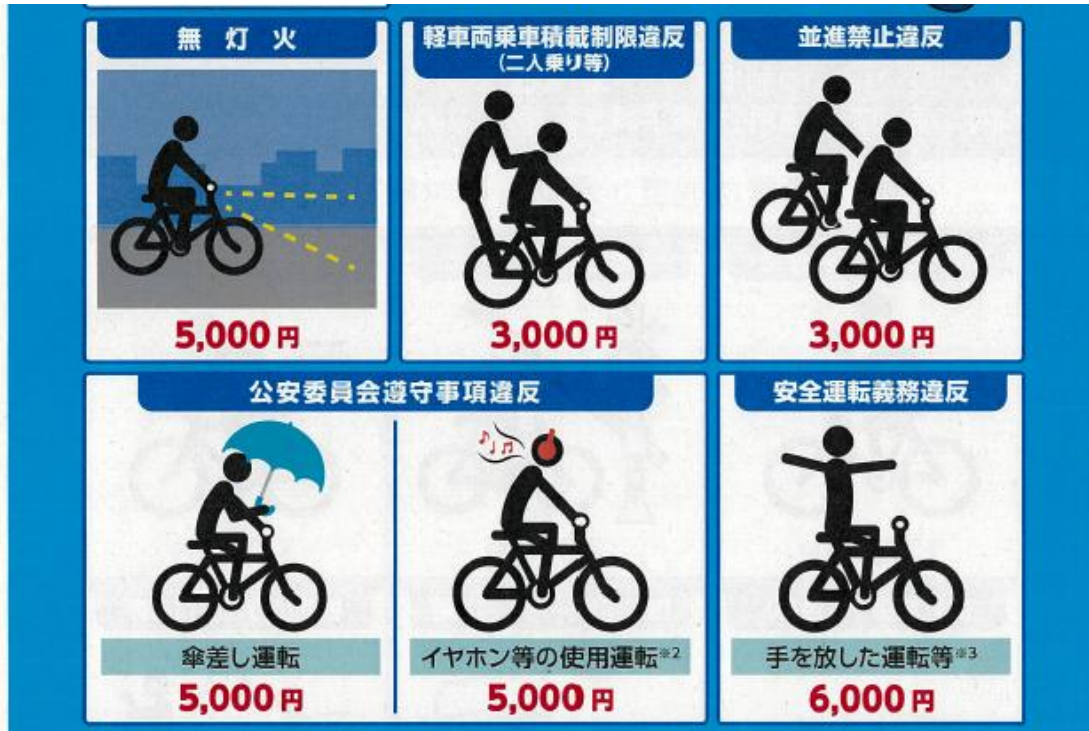 無灯火
軽車両乗車積載制限違反
(二人乗り等)
並進禁止違反
5,000円
3,000円
3,000円
公安委員会遵守事項違反
安全運転義務違反
傘差し運転
イヤホン等の使用運転※2
手を放した運転等※3
5,000円
5,000円
6,000円